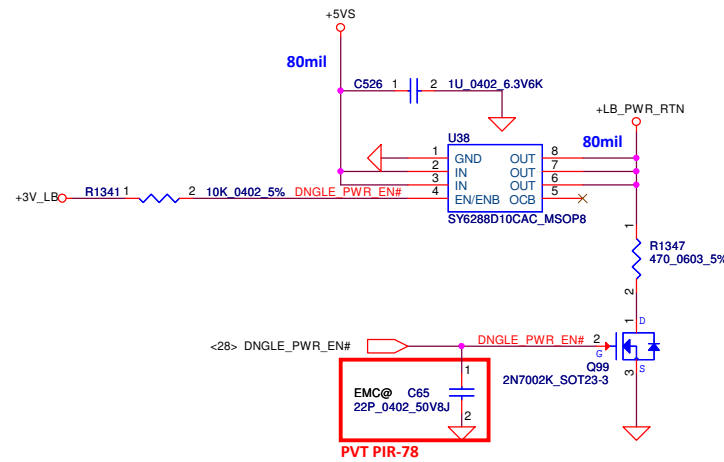 +5VS
80mil
C526 1 2 1U_0402_6.3V6K
+LB_PWR_RTN
80mil
U38
1 GND OUT 8
2 IN OUT 7
3 IN OUT 6
4 EN/ENB OCB 5
SY6288D10CAC_MSOP8
+3V_LB R1341 1 2 10K_0402_5% DNGLE_PWR_EN#
1
R1347
470_0603_5%
2
<28> DNGLE_PWR_EN# DNGLE_PWR_EN# 2 G
1 D
Q99
3 S
2N7002K_SOT23-3
1
EMC@ C65
22P_0402_50V8J
2
PVT PIR-78